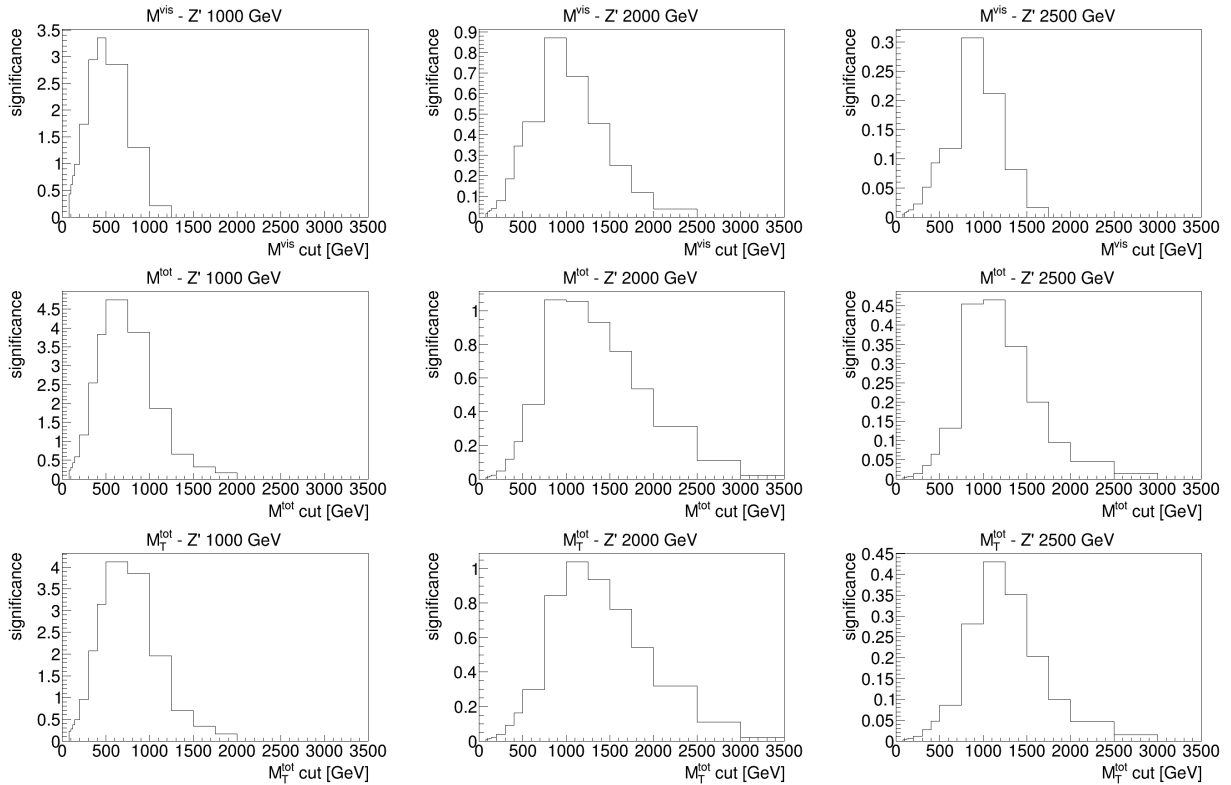 M^vis - Z' 1000 GeV
significance
3.5
3
2.5
2
1.5
1
0.5
0
0 500 1000 1500 2000 2500 3000 3500
M^vis cut [GeV]
M^vis - Z' 2000 GeV
significance
0.9
0.8
0.7
0.6
0.5
0.4
0.3
0.2
0.1
0
0 500 1000 1500 2000 2500 3000 3500
M^vis cut [GeV]
M^vis - Z' 2500 GeV
significance
0.3
0.25
0.2
0.15
0.1
0.05
0
0 500 1000 1500 2000 2500 3000 3500
M^vis cut [GeV]
M^tot - Z' 1000 GeV
significance
4.5
4
3.5
3
2.5
2
1.5
1
0.5
0
0 500 1000 1500 2000 2500 3000 3500
M^tot cut [GeV]
M^tot - Z' 2000 GeV
significance
1
0.8
0.6
0.4
0.2
0
0 500 1000 1500 2000 2500 3000 3500
M^tot cut [GeV]
M^tot - Z' 2500 GeV
significance
0.45
0.4
0.35
0.3
0.25
0.2
0.15
0.1
0.05
0
0 500 1000 1500 2000 2500 3000 3500
M^tot cut [GeV]
M_T^tot - Z' 1000 GeV
significance
4
3.5
3
2.5
2
1.5
1
0.5
0
0 500 1000 1500 2000 2500 3000 3500
M_T^tot cut [GeV]
M_T^tot - Z' 2000 GeV
significance
1
0.8
0.6
0.4
0.2
0
0 500 1000 1500 2000 2500 3000 3500
M_T^tot cut [GeV]
M_T^tot - Z' 2500 GeV
significance
0.45
0.4
0.35
0.3
0.25
0.2
0.15
0.1
0.05
0
0 500 1000 1500 2000 2500 3000 3500
M_T^tot cut [GeV]